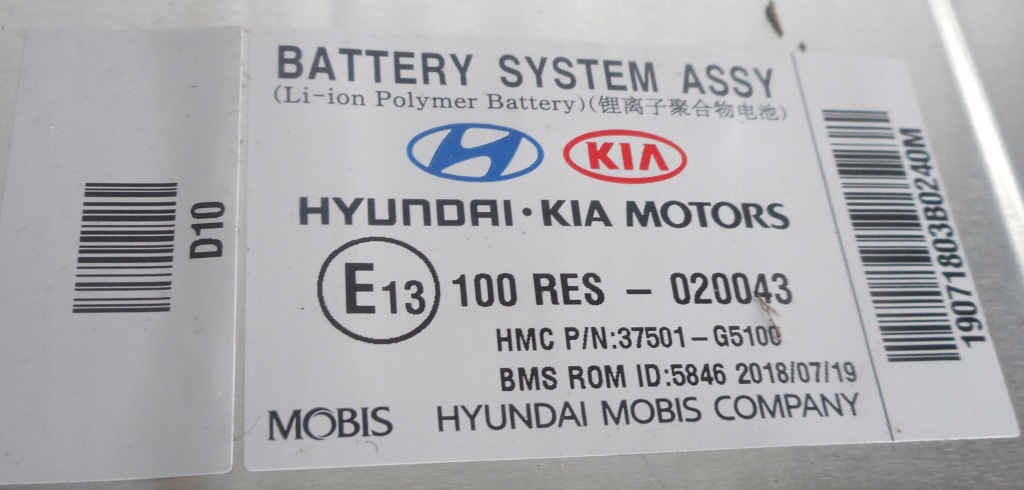 BATTERY SYSTEM ASSY
(Li-ion Polymer Battery)(锂离子聚合物电池)
KIA
HYUNDAI·KIA MOTORS
E13 100 RES - 020043
HMC P/N:37501-G5100
BMS ROM ID:5846 2018/07/19
MOBIS HYUNDAI MOBIS COMPANY
D10
19071803B0240M